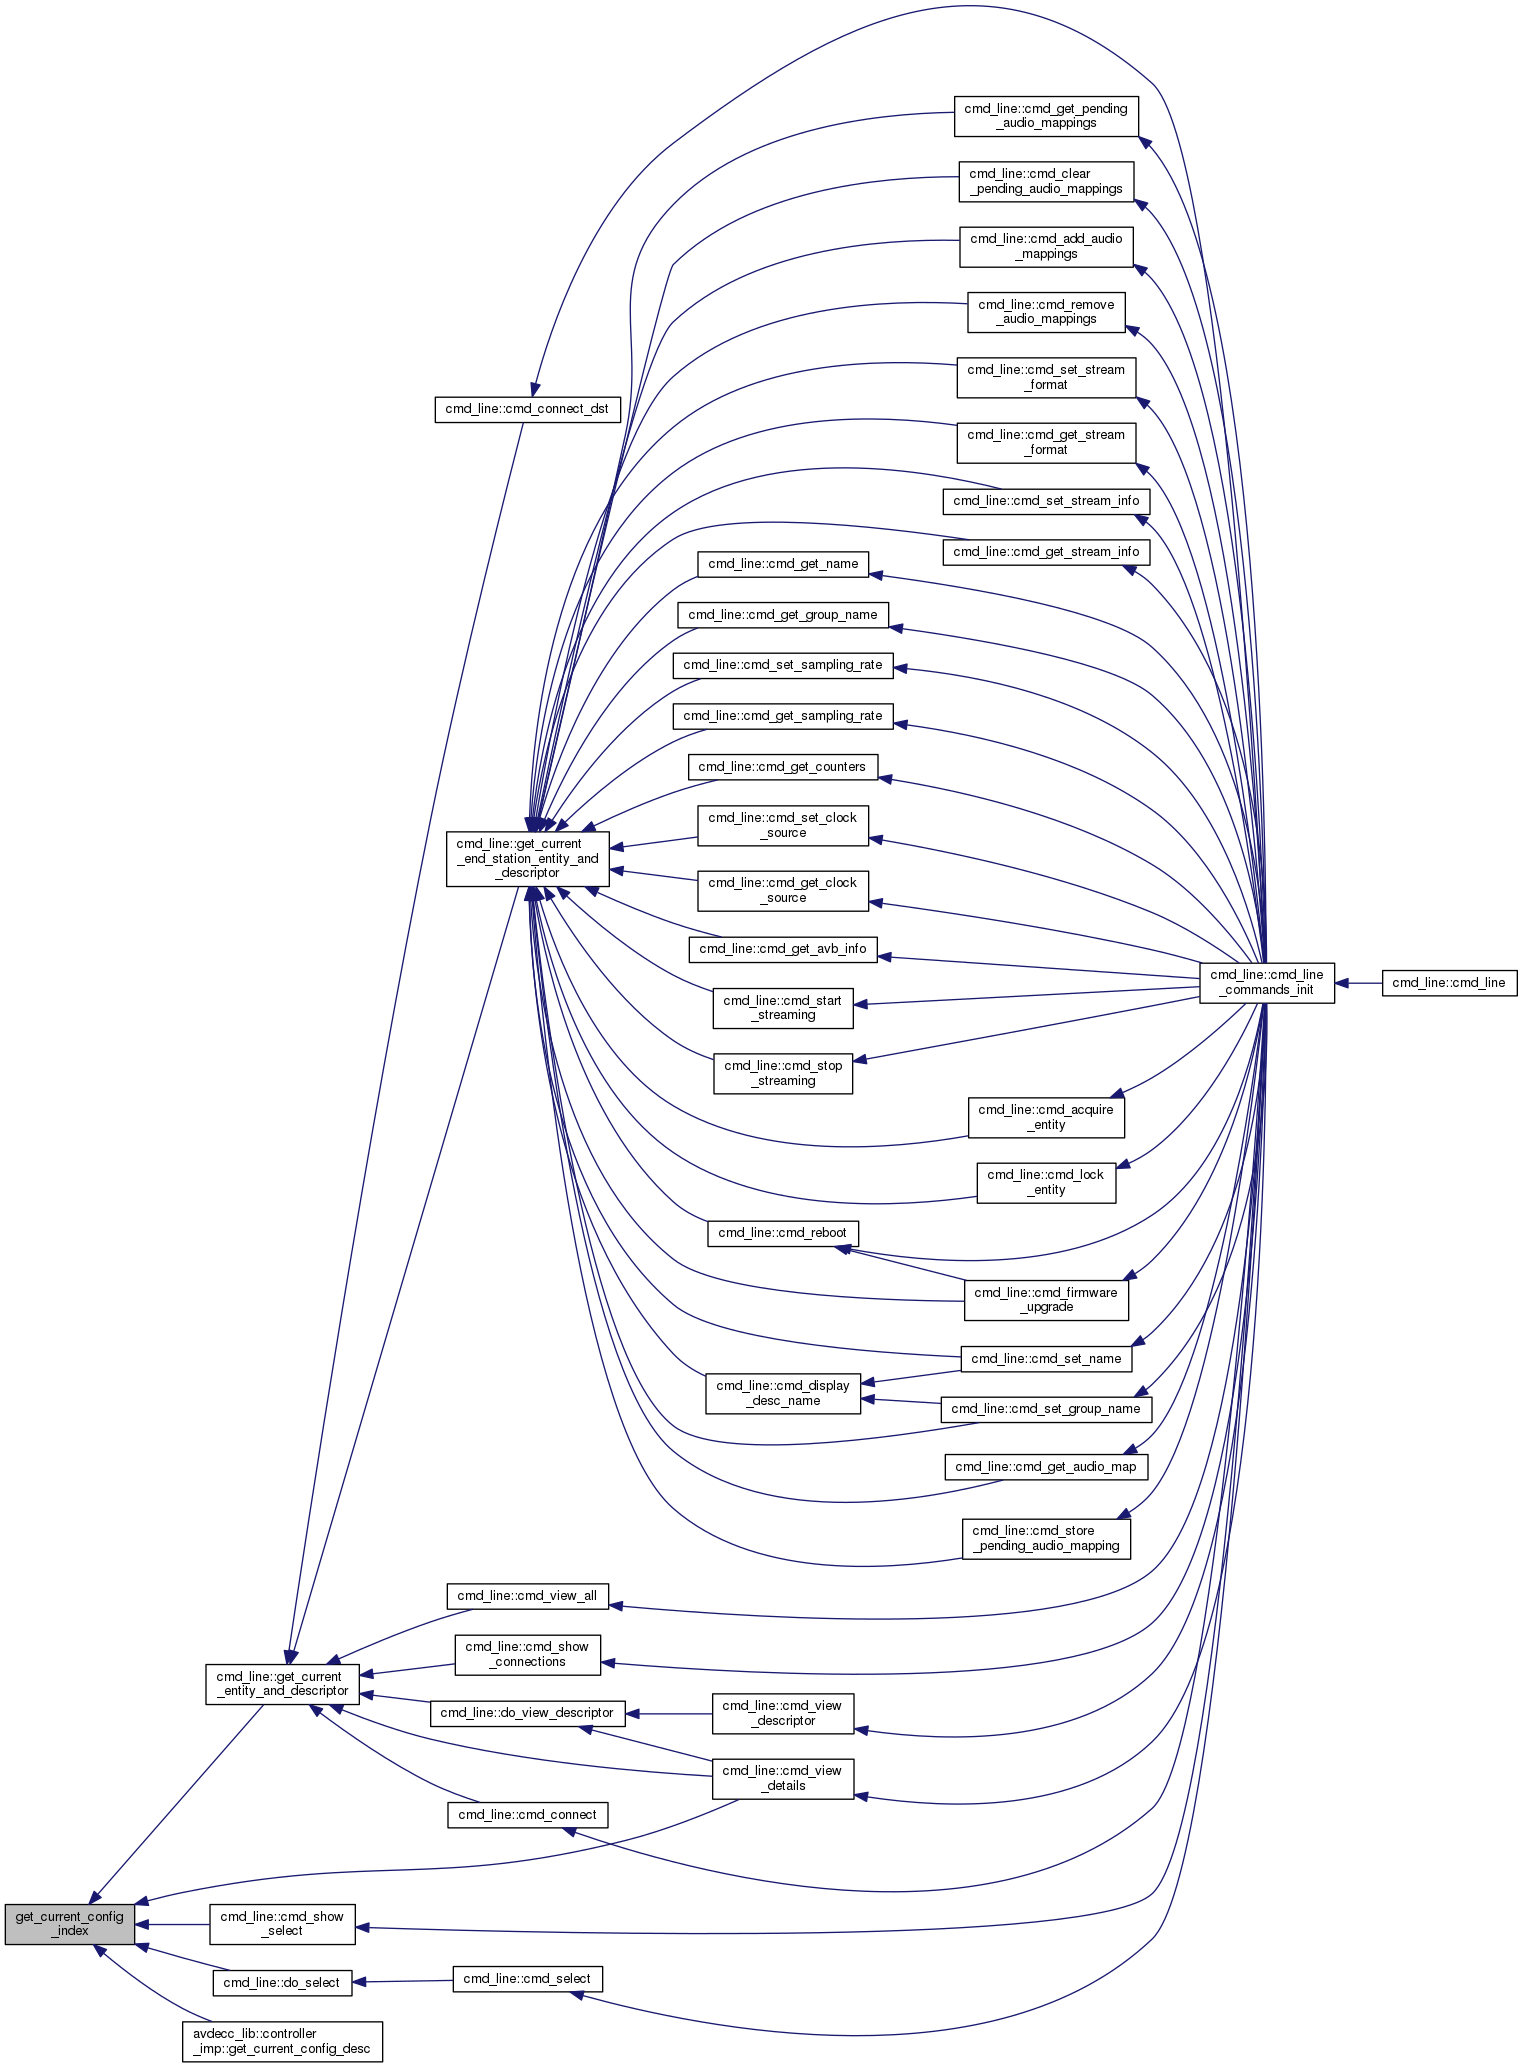 cmd_line::cmd_get_pending
_audio_mappings
cmd_line::cmd_clear
_pending_audio_mappings
cmd_line::cmd_add_audio
_mappings
cmd_line::cmd_remove
_audio_mappings
cmd_line::cmd_set_stream
_format
cmd_line::cmd_connect_dst
cmd_line::cmd_get_stream
_format
cmd_line::cmd_set_stream_info
cmd_line::cmd_get_stream_info
cmd_line::cmd_get_name
cmd_line::cmd_get_group_name
cmd_line::cmd_set_sampling_rate
cmd_line::cmd_get_sampling_rate
cmd_line::cmd_get_counters
cmd_line::cmd_set_clock
_source
cmd_line::get_current
_end_station_entity_and
_descriptor
cmd_line::cmd_get_clock
_source
cmd_line::cmd_get_avb_info
cmd_line::cmd_line
_commands_init
cmd_line::cmd_line
cmd_line::cmd_start
_streaming
cmd_line::cmd_stop
_streaming
cmd_line::cmd_acquire
_entity
cmd_line::cmd_lock
_entity
cmd_line::cmd_reboot
cmd_line::cmd_firmware
_upgrade
cmd_line::cmd_set_name
cmd_line::cmd_display
_desc_name
cmd_line::cmd_set_group_name
cmd_line::cmd_get_audio_map
cmd_line::cmd_store
_pending_audio_mapping
cmd_line::cmd_view_all
cmd_line::cmd_show
_connections
cmd_line::get_current
_entity_and_descriptor
cmd_line::do_view_descriptor
cmd_line::cmd_view
_descriptor
cmd_line::cmd_view
_details
cmd_line::cmd_connect
get_current_config
_index
cmd_line::cmd_show
_select
cmd_line::do_select
cmd_line::cmd_select
avdecc_lib::controller
_imp::get_current_config_desc